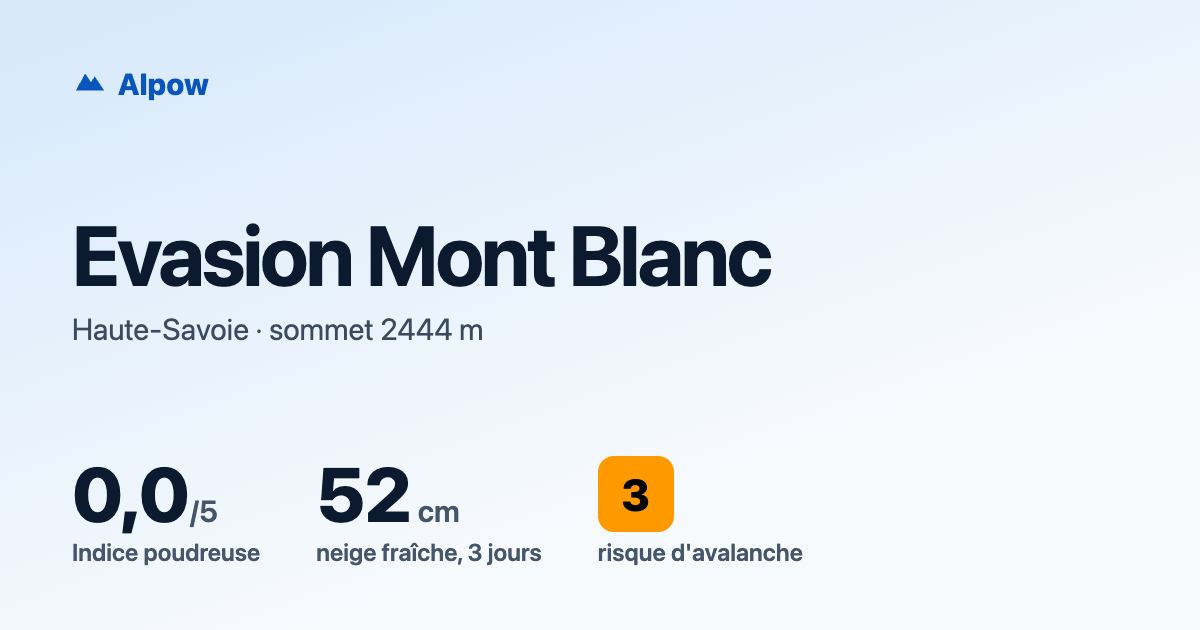 Alpow
Evasion Mont Blanc
Haute-Savoie · sommet 2444 m
0,0/5
Indice poudreuse
52 cm
neige fraîche, 3 jours
3
risque d'avalanche